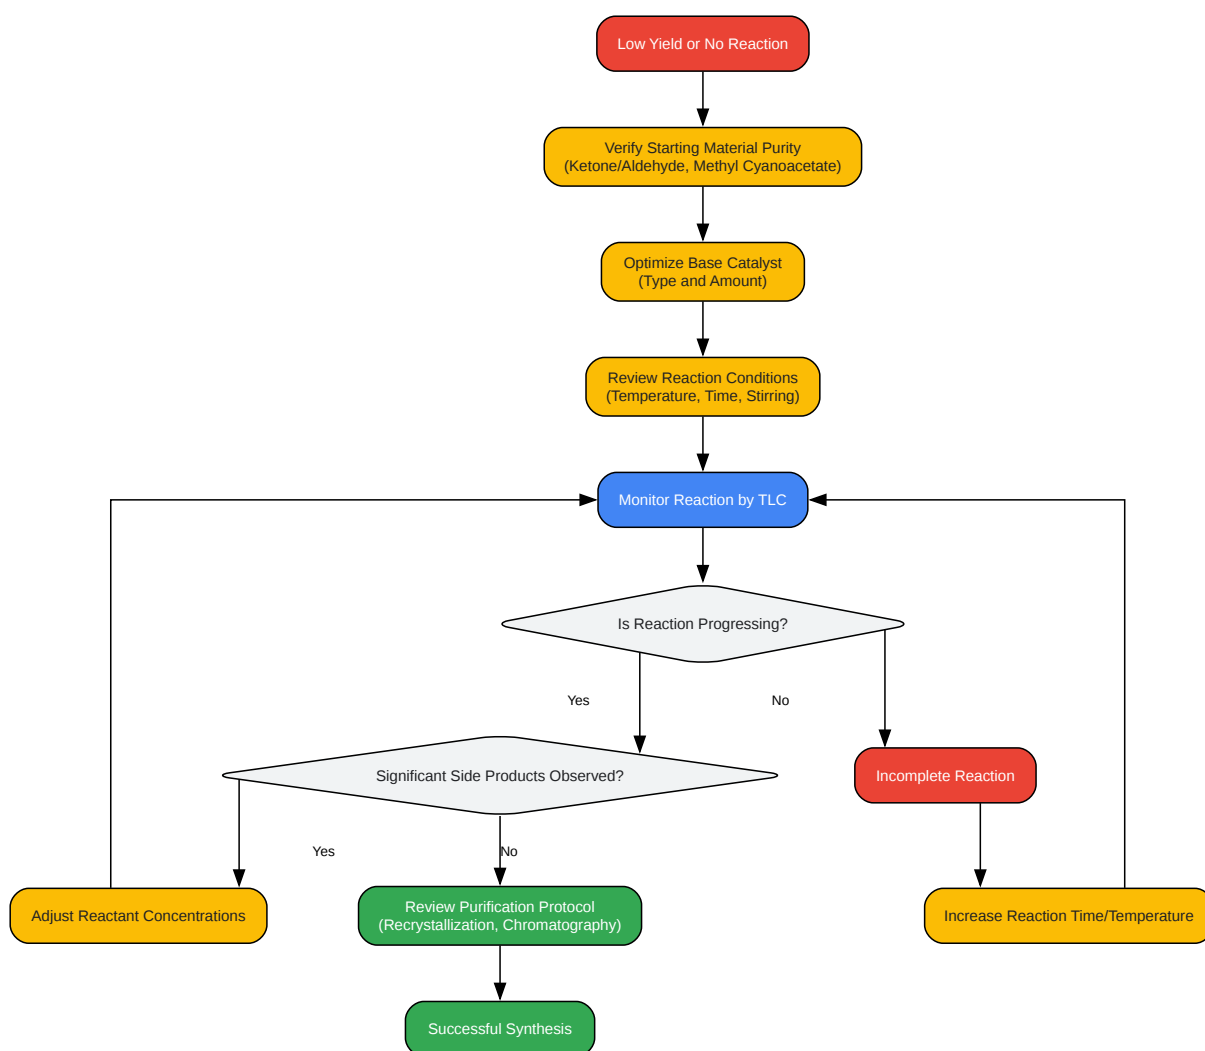 Low Yield or No Reaction
Verify Starting Material Purity
(Ketone/Aldehyde, Methyl Cyanoacetate)
Optimize Base Catalyst
(Type and Amount)
Review Reaction Conditions
(Temperature, Time, Stirring)
Monitor Reaction by TLC
Is Reaction Progressing?
Yes
No
Significant Side Products Observed?
Incomplete Reaction
Yes
No
Adjust Reactant Concentrations
Review Purification Protocol
(Recrystallization, Chromatography)
Increase Reaction Time/Temperature
Successful Synthesis